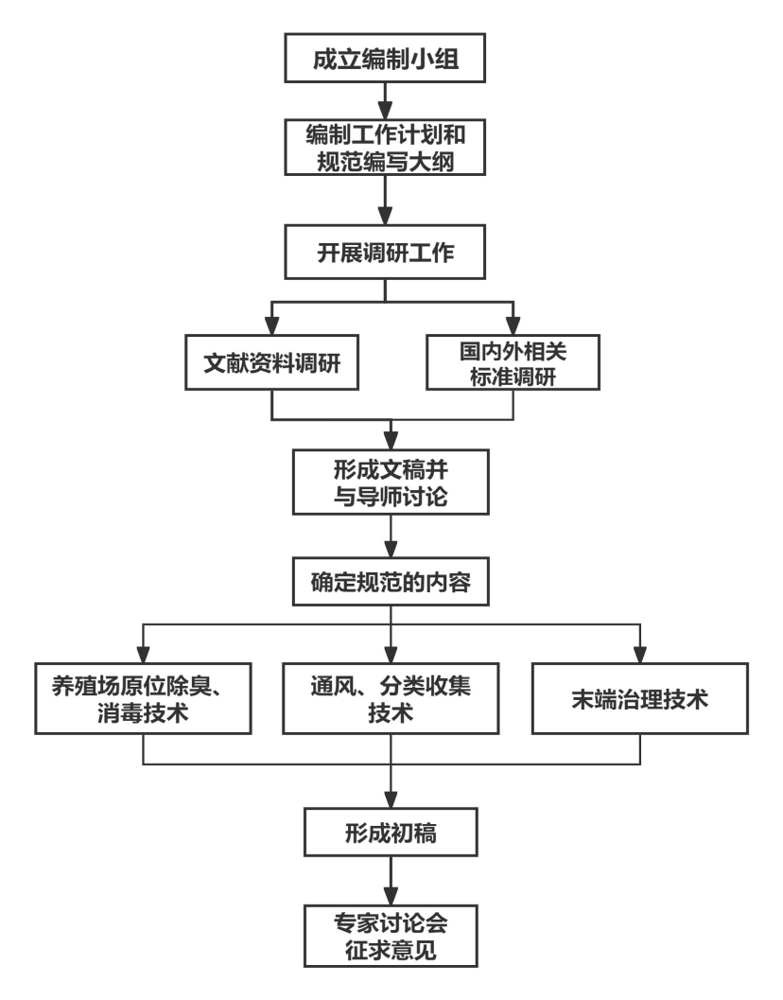 成立编制小组
编制工作计划和
规范编写大纲
开展调研工作
文献资料调研
国内外相关
标准调研
形成文稿并
与导师讨论
确定规范的内容
养殖场原位除臭、
消毒技术
通风、分类收集
技术
末端治理技术
形成初稿
专家讨论会
征求意见